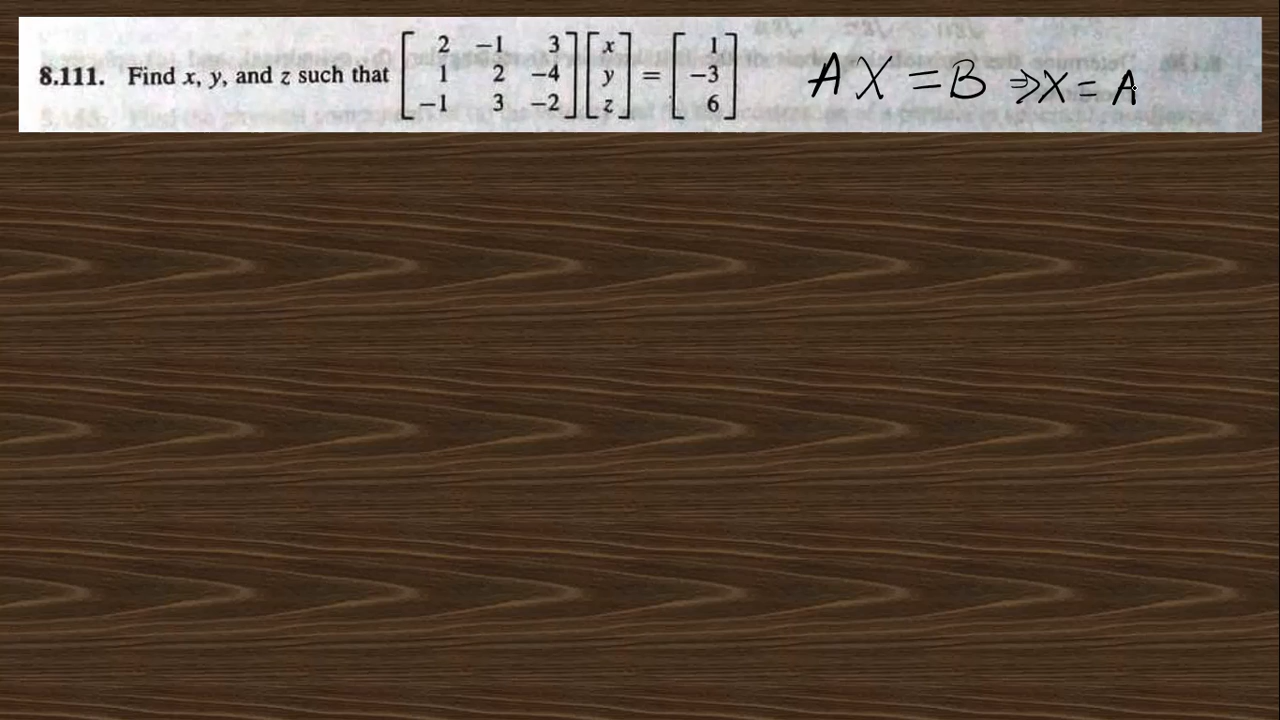 8.111. Find x, y, and z such that [2 -1 3; 1 2 -4; -1 3 -2] [x; y; z] = [1; -3; 6] AX = B ⇒ X = A